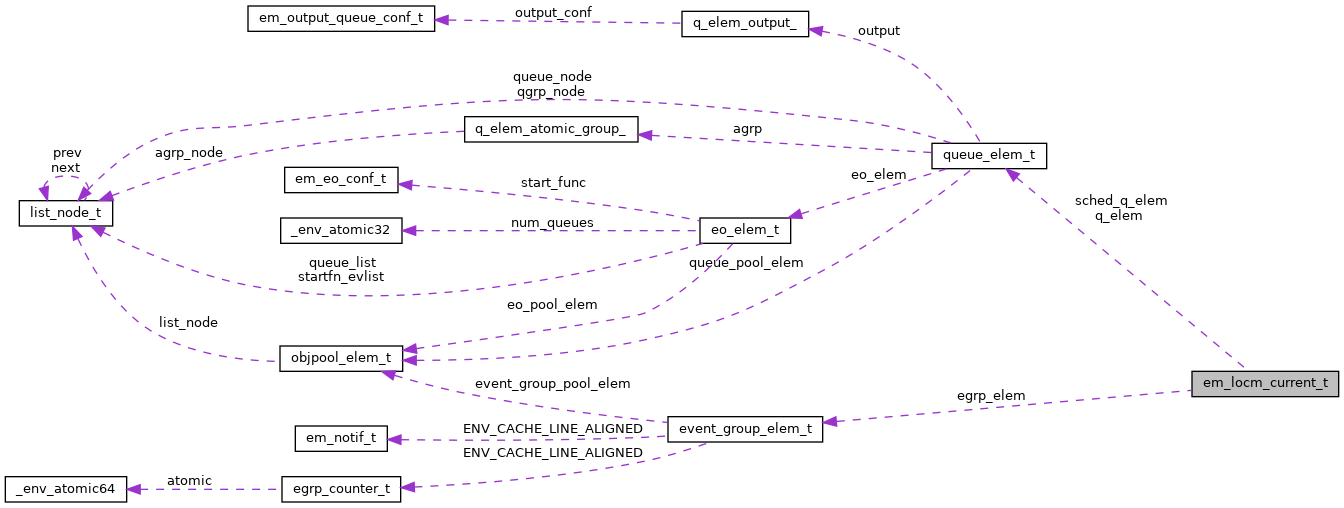 em_output_queue_conf_t
output_conf
q_elem_output_
output
queue_node
qgrp_node
q_elem_atomic_group_
agrp
queue_elem_t
prev
next
agrp_node
list_node_t
em_eo_conf_t
start_func
eo_elem
sched_q_elem
q_elem
_env_atomic32
num_queues
eo_elem_t
queue_list
startfn_evlist
queue_pool_elem
eo_pool_elem
list_node
objpool_elem_t
event_group_pool_elem
egrp_elem
em_locm_current_t
em_notif_t
ENV_CACHE_LINE_ALIGNED
event_group_elem_t
ENV_CACHE_LINE_ALIGNED
_env_atomic64
atomic
egrp_counter_t